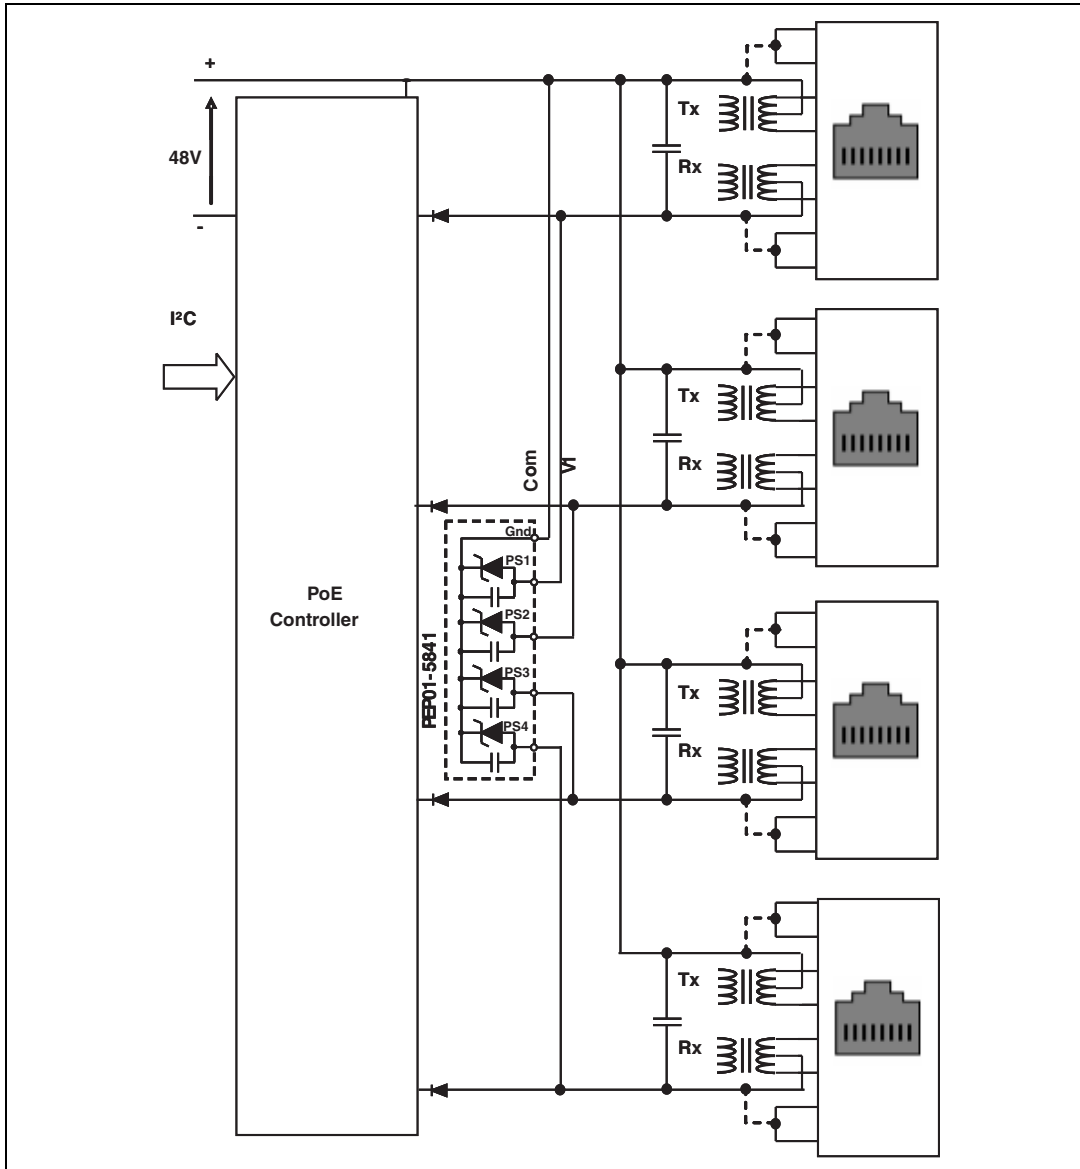 +
48V
-
I²C
PoE
Controller
Com
V1
PEP01-5841
Gnd
PS1
PS2
PS3
PS4
Tx
Rx
Tx
Rx
Tx
Rx
Tx
Rx